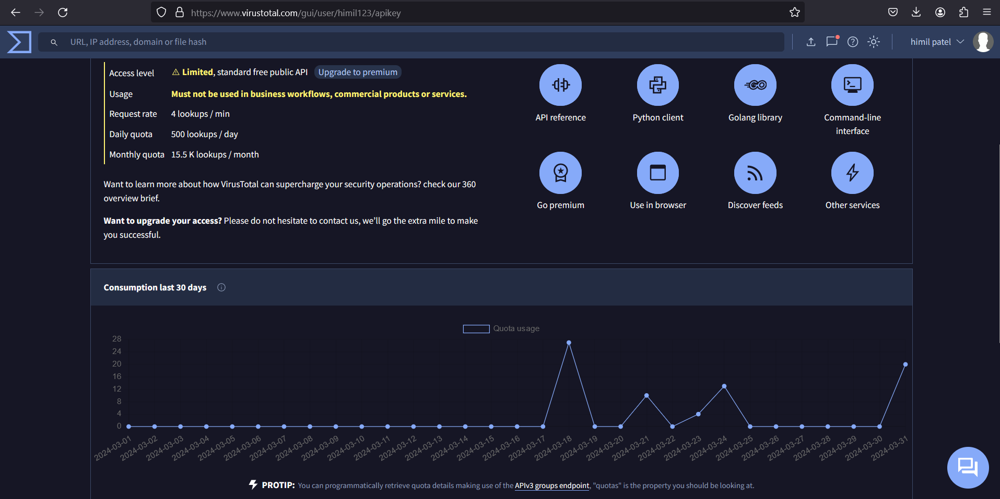 https://www.virustotal.com/gui/user/himil123/apikey
URL, IP address, domain or file hash
himil patel
Access level
Limited, standard free public API
Upgrade to premium
Usage
Must not be used in business workflows, commercial products or services.
Request rate
4 lookups / min
Daily quota
500 lookups / day
Monthly quota
15.5 K lookups / month
Want to learn more about how VirusTotal can supercharge your security operations? check our 360
overview brief.
Want to upgrade your access? Please do not hesitate to contact us, we’ll go the extra mile to make
you successful.
API reference
Python client
GO
Golang library
Command-line
interface
Go premium
Use in browser
Discover feeds
Other services
Consumption last 30 days
Quota usage
28
24
20
16
12
8
4
0
2024-03-01
2024-03-02
2024-03-03
2024-03-04
2024-03-05
2024-03-06
2024-03-07
2024-03-08
2024-03-09
2024-03-10
2024-03-11
2024-03-12
2024-03-13
2024-03-14
2024-03-15
2024-03-16
2024-03-17
2024-03-18
2024-03-19
2024-03-20
2024-03-21
2024-03-22
2024-03-23
2024-03-24
2024-03-25
2024-03-26
2024-03-27
2024-03-28
2024-03-29
2024-03-30
2024-03-31
PROTIP: You can programmatically retrieve quota details making use of the APIv3 groups endpoint, "quotas" is the property you should be looking at.